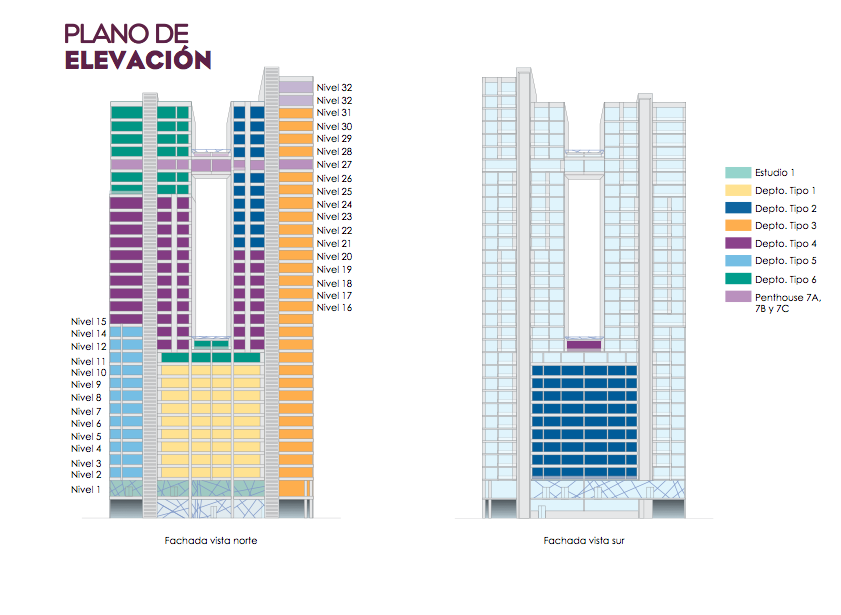 PLANO DE
ELEVACIÓN
Nivel 32
Nivel 32
Nivel 31
Nivel 30
Nivel 29
Nivel 28
Nivel 27
Nivel 26
Nivel 25
Nivel 24
Nivel 23
Nivel 22
Nivel 21
Nivel 20
Nivel 19
Nivel 18
Nivel 17
Nivel 16
Nivel 15
Nivel 14
Nivel 12
Nivel 11
Nivel 10
Nivel 9
Nivel 8
Nivel 7
Nivel 6
Nivel 5
Nivel 4
Nivel 3
Nivel 2
Nivel 1
Fachada vista norte
Fachada vista sur
Estudio 1
Depto. Tipo 1
Depto. Tipo 2
Depto. Tipo 3
Depto. Tipo 4
Depto. Tipo 5
Depto. Tipo 6
Penthouse 7A,
7B y 7C